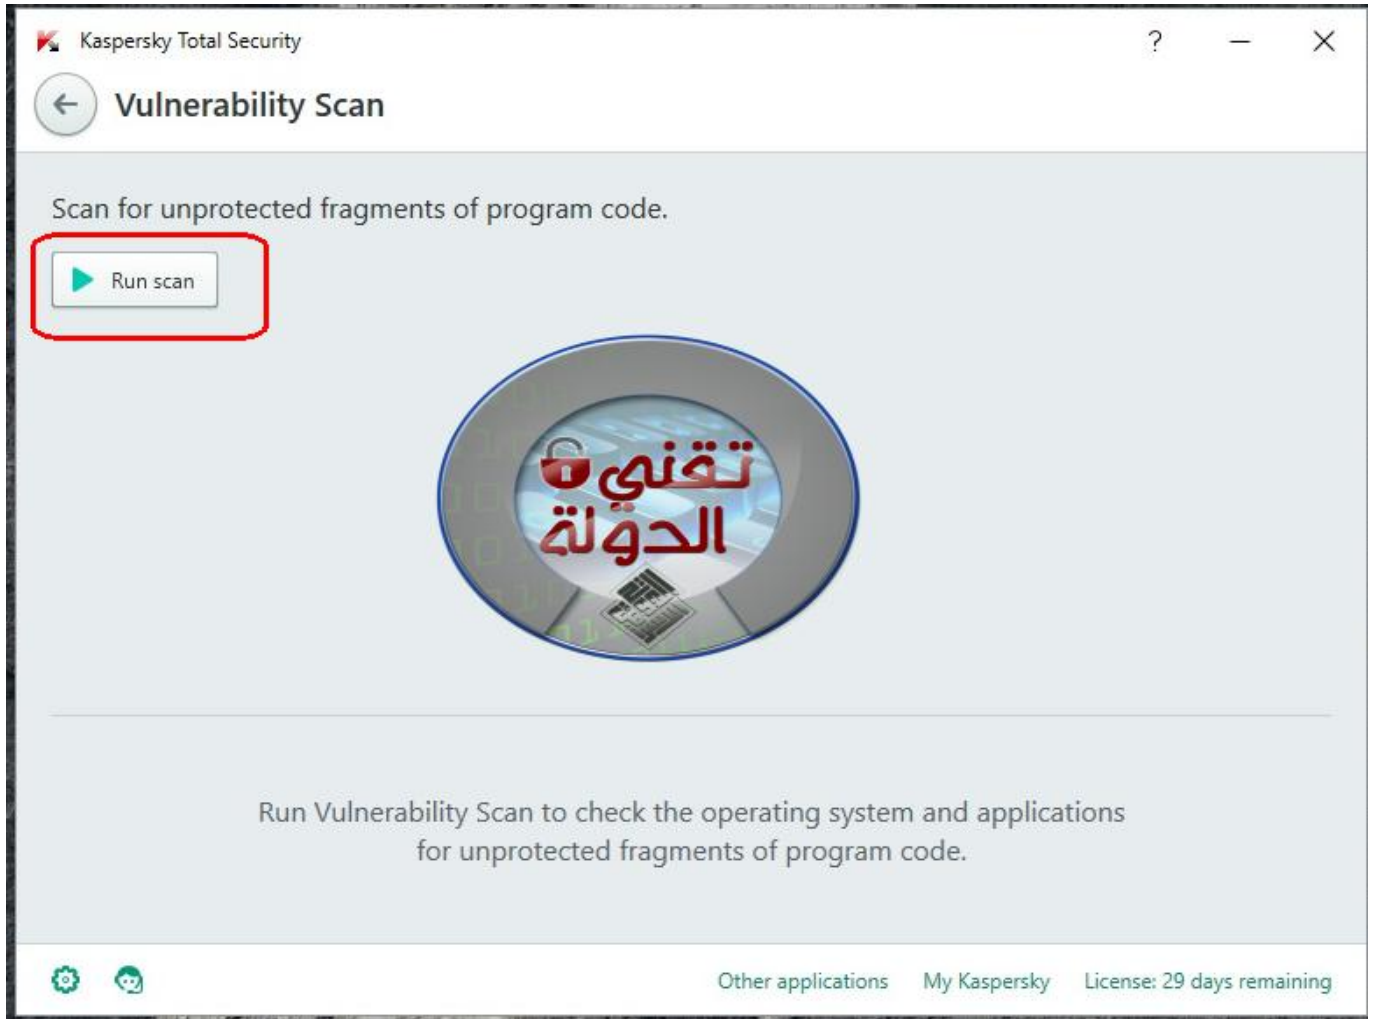 Kaspersky Total Security
Vulnerability Scan
Scan for unprotected fragments of program code.
Run scan
تقني
الدولة
Run Vulnerability Scan to check the operating system and applications
for unprotected fragments of program code.
Other applications My Kaspersky License: 29 days remaining